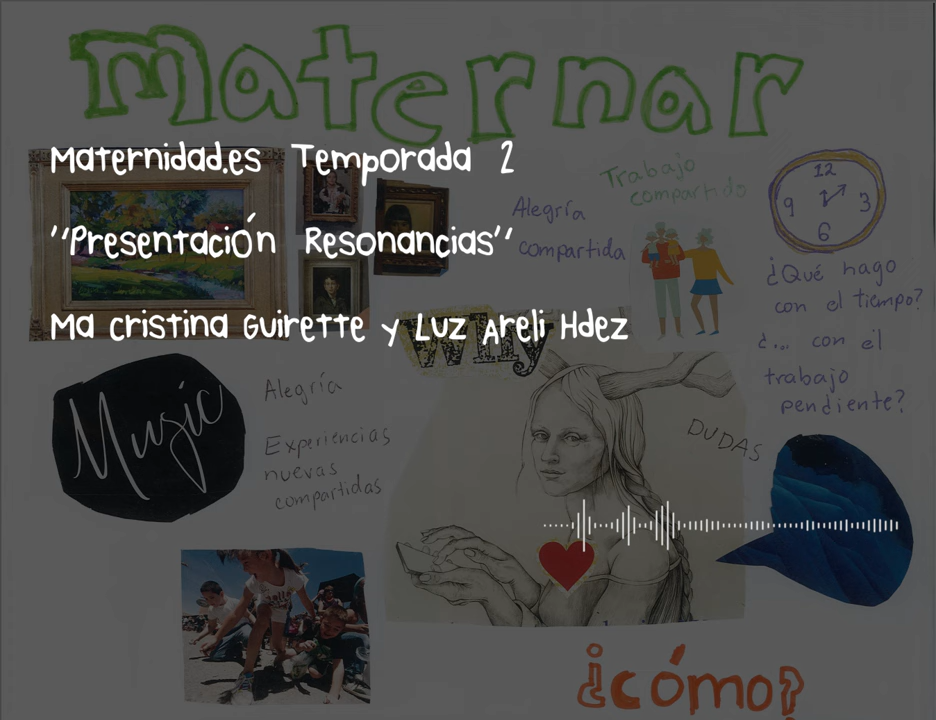 maternar
Maternidad.es Temporada 2
"Presentación Resonancias"
Ma Cristina Guirette y Luz Areli Hdez
Trabajo
compartido
Alegría
compartida
12
9 3
6
¿Qué hago
con el tiempo?
¿... con el
trabajo
pendiente?
Why
Music
Alegría
Experiencias
nuevas
compartidas
DUDAS
¿cómo?